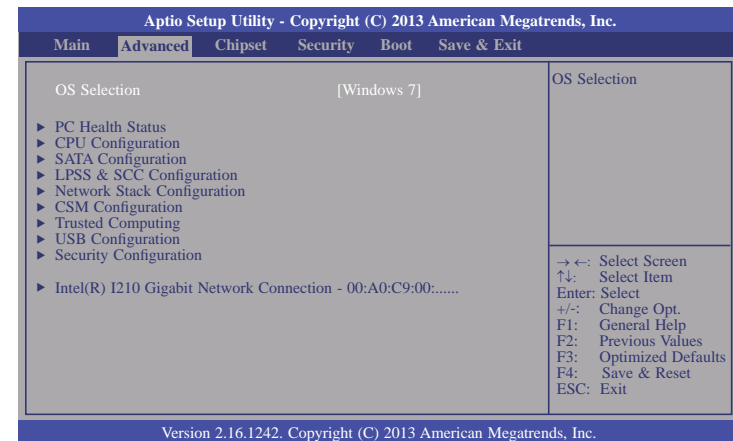 Aptio Setup Utility - Copyright (C) 2013 American Megatrends, Inc.
Main Advanced Chipset Security Boot Save & Exit
OS Selection [Windows 7]
► PC Health Status
► CPU Configuration
► SATA Configuration
► LPSS & SCC Configuration
► Network Stack Configuration
► CSM Configuration
► Trusted Computing
► USB Configuration
► Security Configuration
► Intel(R) I210 Gigabit Network Connection - 00:A0:C9:00:......
OS Selection
→ ←: Select Screen
↑↓: Select Item
Enter: Select
+/-: Change Opt.
F1: General Help
F2: Previous Values
F3: Optimized Defaults
F4: Save & Reset
ESC: Exit
Version 2.16.1242. Copyright (C) 2013 American Megatrends, Inc.